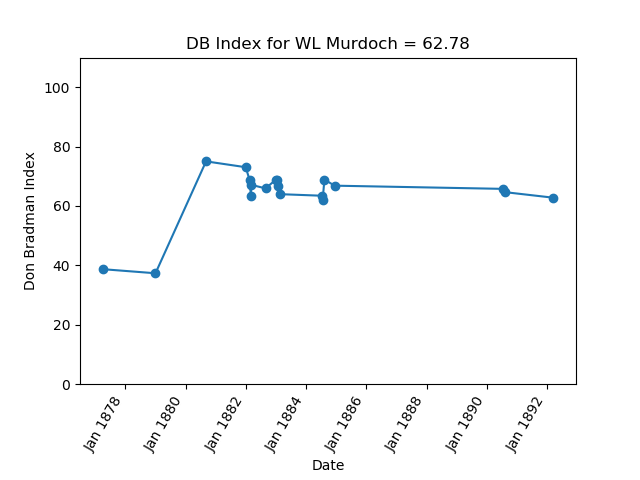 DB Index for WL Murdoch = 62.78
Don Bradman Index
100
80
60
40
20
0
Jan 1878
Jan 1880
Jan 1882
Jan 1884
Jan 1886
Jan 1888
Jan 1890
Jan 1892
Date